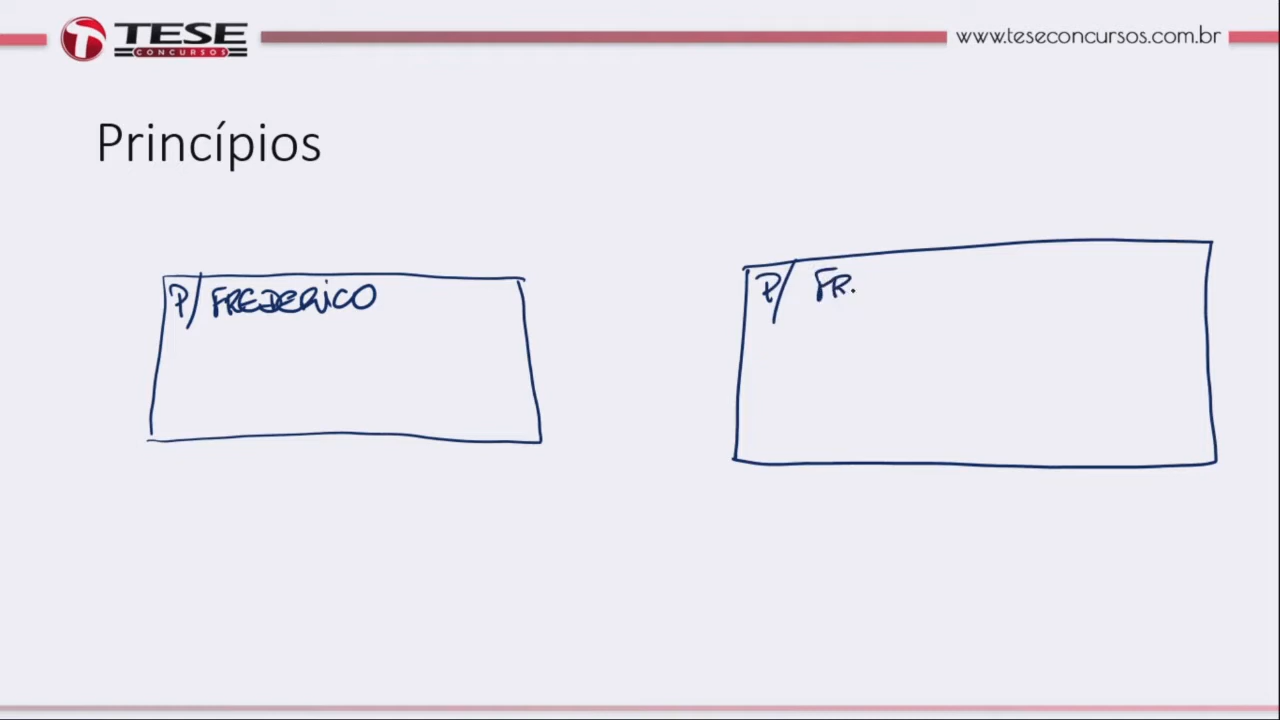 TESE
CONCURSOS
www.teseconcursos.com.br
Princípios
P/ FREDERICO
P/ FR.